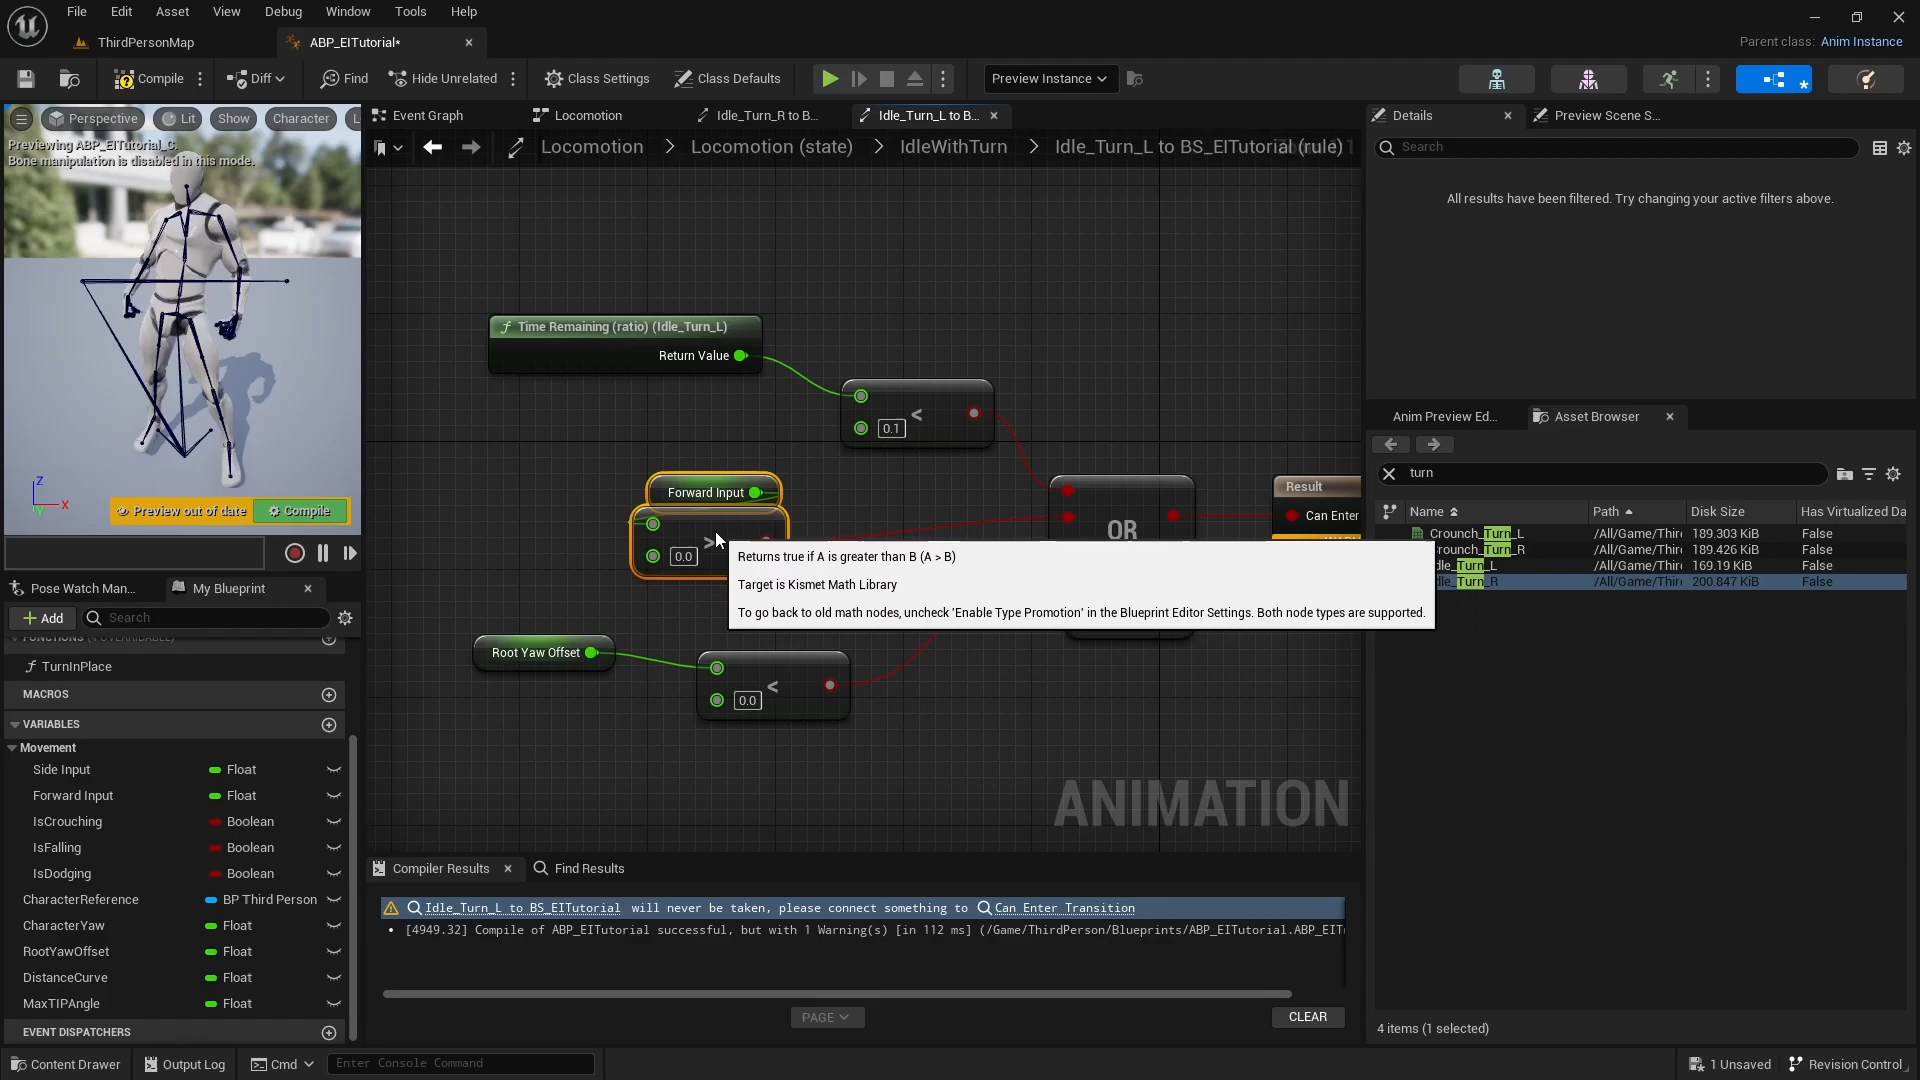 File Edit Asset View Debug Window Tools Help
ThirdPersonMap
ABP_EITutorial*
Parent class: Anim Instance
Compile
Diff
Find
Hide Unrelated
Class Settings
Class Defaults
Preview Instance
Perspective
Lit
Show
Character
L
Previewing ABP_EITutorial_C.
Bone manipulation is disabled in this mode.
Z
X
Y
Preview out of date
Compile
Event Graph
Locomotion
Idle_Turn_R to B...
Idle_Turn_L to B...
Locomotion > Locomotion (state) > IdleWithTurn > Idle_Turn_L to BS_EITutorial (rule)
Time Remaining (ratio) (Idle_Turn_L)
Return Value
<
0.1
Forward Input
>
0.0
OR
Result
Can Enter
Returns true if A is greater than B (A > B)
Target is Kismet Math Library
To go back to old math nodes, uncheck 'Enable Type Promotion' in the Blueprint Editor Settings. Both node types are supported.
Root Yaw Offset
<
0.0
ANIMATION
Pose Watch Man...
My Blueprint
Add
Search
FUNCTIONS (4 OVERRIDABLE)
TurnInPlace
MACROS
VARIABLES
Movement
Side Input Float
Forward Input Float
IsCrouching Boolean
IsFalling Boolean
IsDodging Boolean
CharacterReference BP Third Person
CharacterYaw Float
RootYawOffset Float
DistanceCurve Float
MaxTIPAngle Float
EVENT DISPATCHERS
Compiler Results
Find Results
Idle_Turn_L to BS_EITutorial will never be taken, please connect something to Can Enter Transition
[4949.32] Compile of ABP_EITutorial successful, but with 1 Warning(s) [in 112 ms] (/Game/ThirdPerson/Blueprints/ABP_EITutorial.ABP_EIT
PAGE
CLEAR
Details
Preview Scene S...
Search
All results have been filtered. Try changing your active filters above.
Anim Preview Ed...
Asset Browser
turn
Name Path Disk Size Has Virtualized Da
Crounch_Turn_L /All/Game/Thir 189.303 KiB False
Crounch_Turn_R /All/Game/Thir 189.426 KiB False
dle_Turn_L /All/Game/Thir 169.19 KiB False
dle_Turn_R /All/Game/Thir 200.847 KiB False
4 items (1 selected)
Content Drawer
Output Log
Cmd
Enter Console Command
1 Unsaved
Revision Control